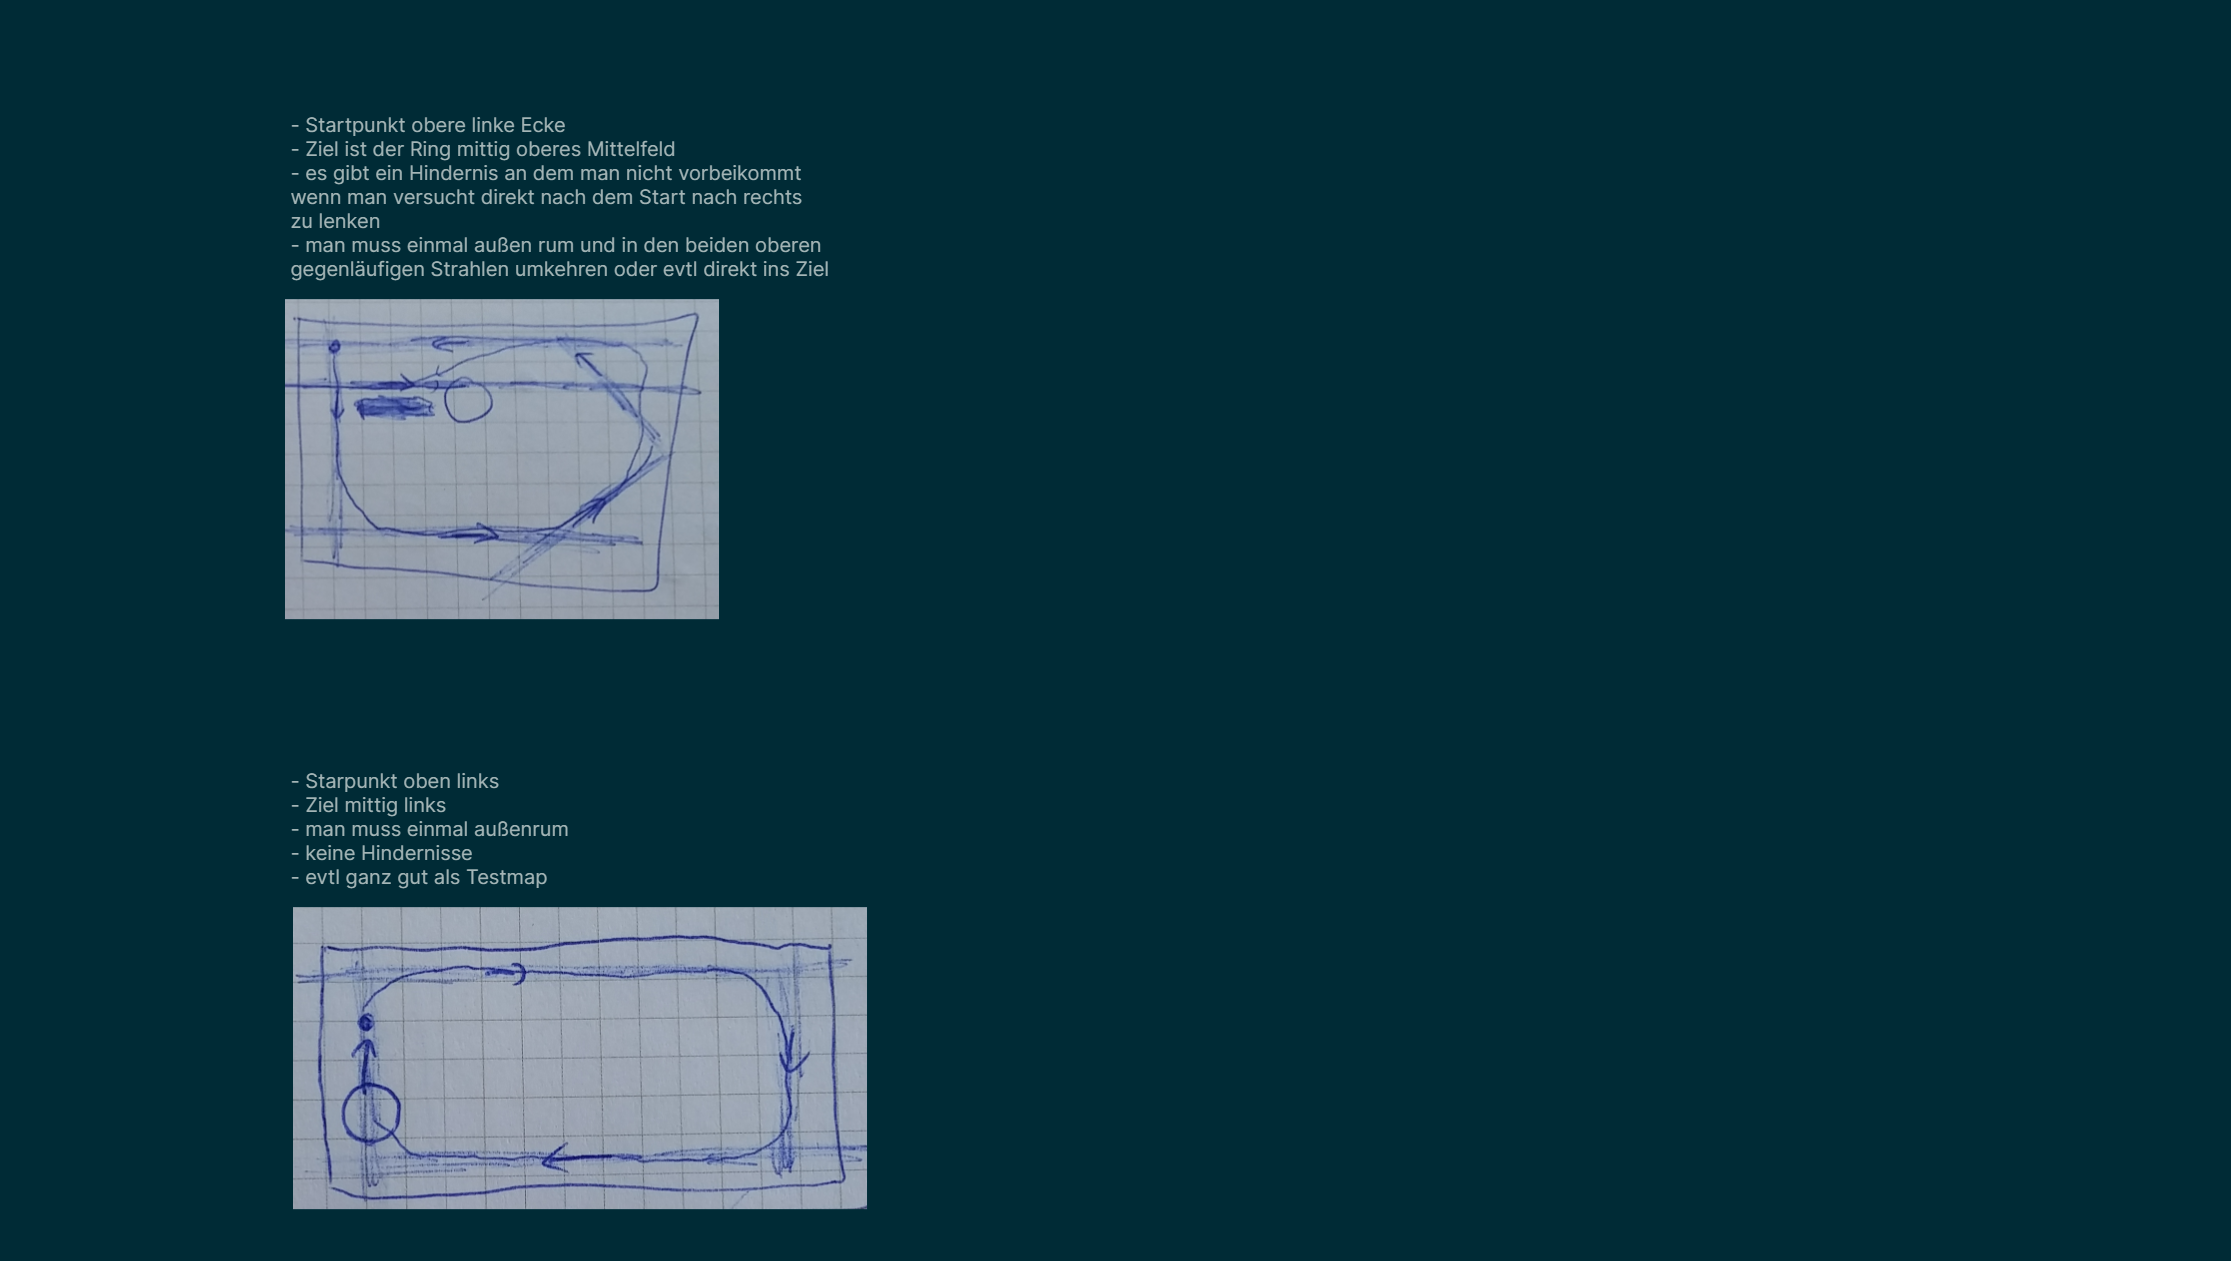 - Startpunkt obere linke Ecke
- Ziel ist der Ring mittig oberes Mittelfeld
- es gibt ein Hindernis an dem man nicht vorbeikommt
wenn man versucht direkt nach dem Start nach rechts
zu lenken
- man muss einmal außen rum und in den beiden oberen
gegenläufigen Strahlen umkehren oder evtl direkt ins Ziel
- Starpunkt oben links
- Ziel mittig links
- man muss einmal außenrum
- keine Hindernisse
- evtl ganz gut als Testmap